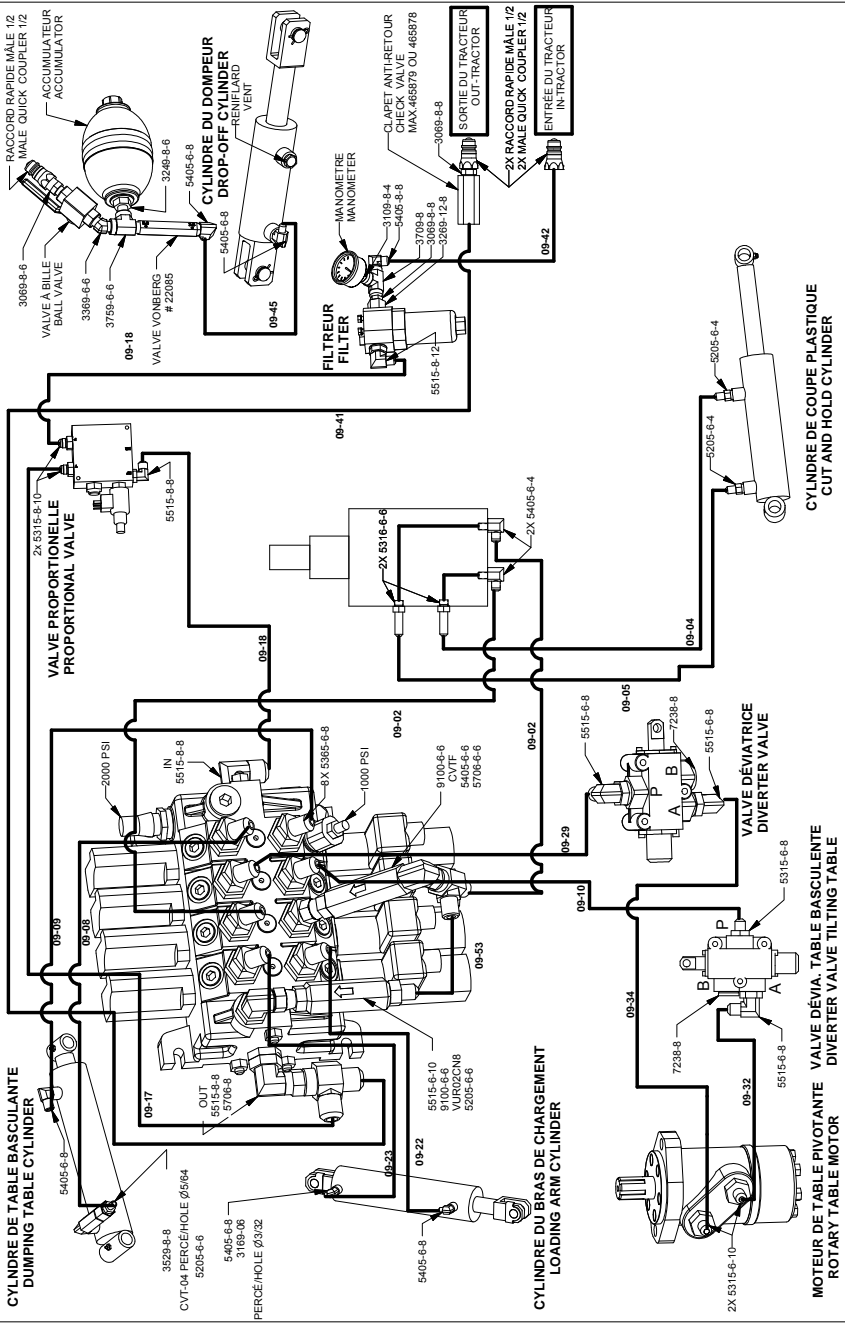 CYLNDRE DE TABLE BASCULANTE
DUMPING TABLE CYLINDER
5405-6-8
3529-8-8
CVT-04 PERCÉ/HOLE Ø5/64
5205-6-6
09-09
09-08
09-17
2000 PSI
IN
5515-8-8
OUT
5515-8-8
5706-8
8X 5365-6-8
1000 PSI
9100-6-6
CVTF
5405-6-6
5706-6-6
09-53
5515-6-10
9100-6-6
VUR02CN8
5205-6-6
09-23
09-22
5405-6-8
3169-06
PERCÉ/HOLE Ø3/32
5405-6-8
CYLINDRE DU BRAS DE CHARGEMENT
LOADING ARM CYLINDER
VALVE PROPORTIONELLE
PROPORTIONAL VALVE
2x 5315-8-10
5515-8-8
09-18
09-18
09-41
RACCORD RAPIDE MÂLE 1/2
MALE QUICK COUPLER 1/2
ACCUMULATEUR
ACCUMULATOR
3069-8-6
VALVE À BILLE
BALL VALVE
3369-6-6
3759-6-6
VALVE VONBERG
# 22085
3249-8-6
5405-6-8
CYLINDRE DU DOMPEUR
DROP-OFF CYLINDER
RENIFLARD
VENT
5405-6-8
09-45
FILTREUR
FILTER
MANOMETRE
MANOMETER
3109-8-4
5405-8-8
3709-8
3069-8-8
3269-12-8
5515-8-12
CLAPET ANTI-RETOUR
CHECK VALVE
MAX.465879 OU 465878
3069-8-8
SORTIE DU TRACTEUR
OUT-TRACTOR
2X RACCORD RAPIDE MÂLE 1/2
2X MALE QUICK COUPLER 1/2
ENTRÉE DU TRACTEUR
IN-TRACTOR
09-42
2X 5316-6-6
2X 5405-6-4
09-02
09-02
09-04
09-05
5205-6-4
5205-6-4
CYLNDRE DE COUPE PLASTIQUE
CUT AND HOLD CYLINDER
09-29
09-10
09-34
09-32
5515-6-8
7238-8
5515-6-8
P
A
B
VALVE DÉVIATRICE
DIVERTER VALVE
5315-6-8
P
B
A
7238-8
5515-6-8
VALVE DÉVIA. TABLE BASCULENTE
DIVERTER VALVE TILTING TABLE
2X 5315-6-10
MOTEUR DE TABLE PIVOTANTE
ROTARY TABLE MOTOR